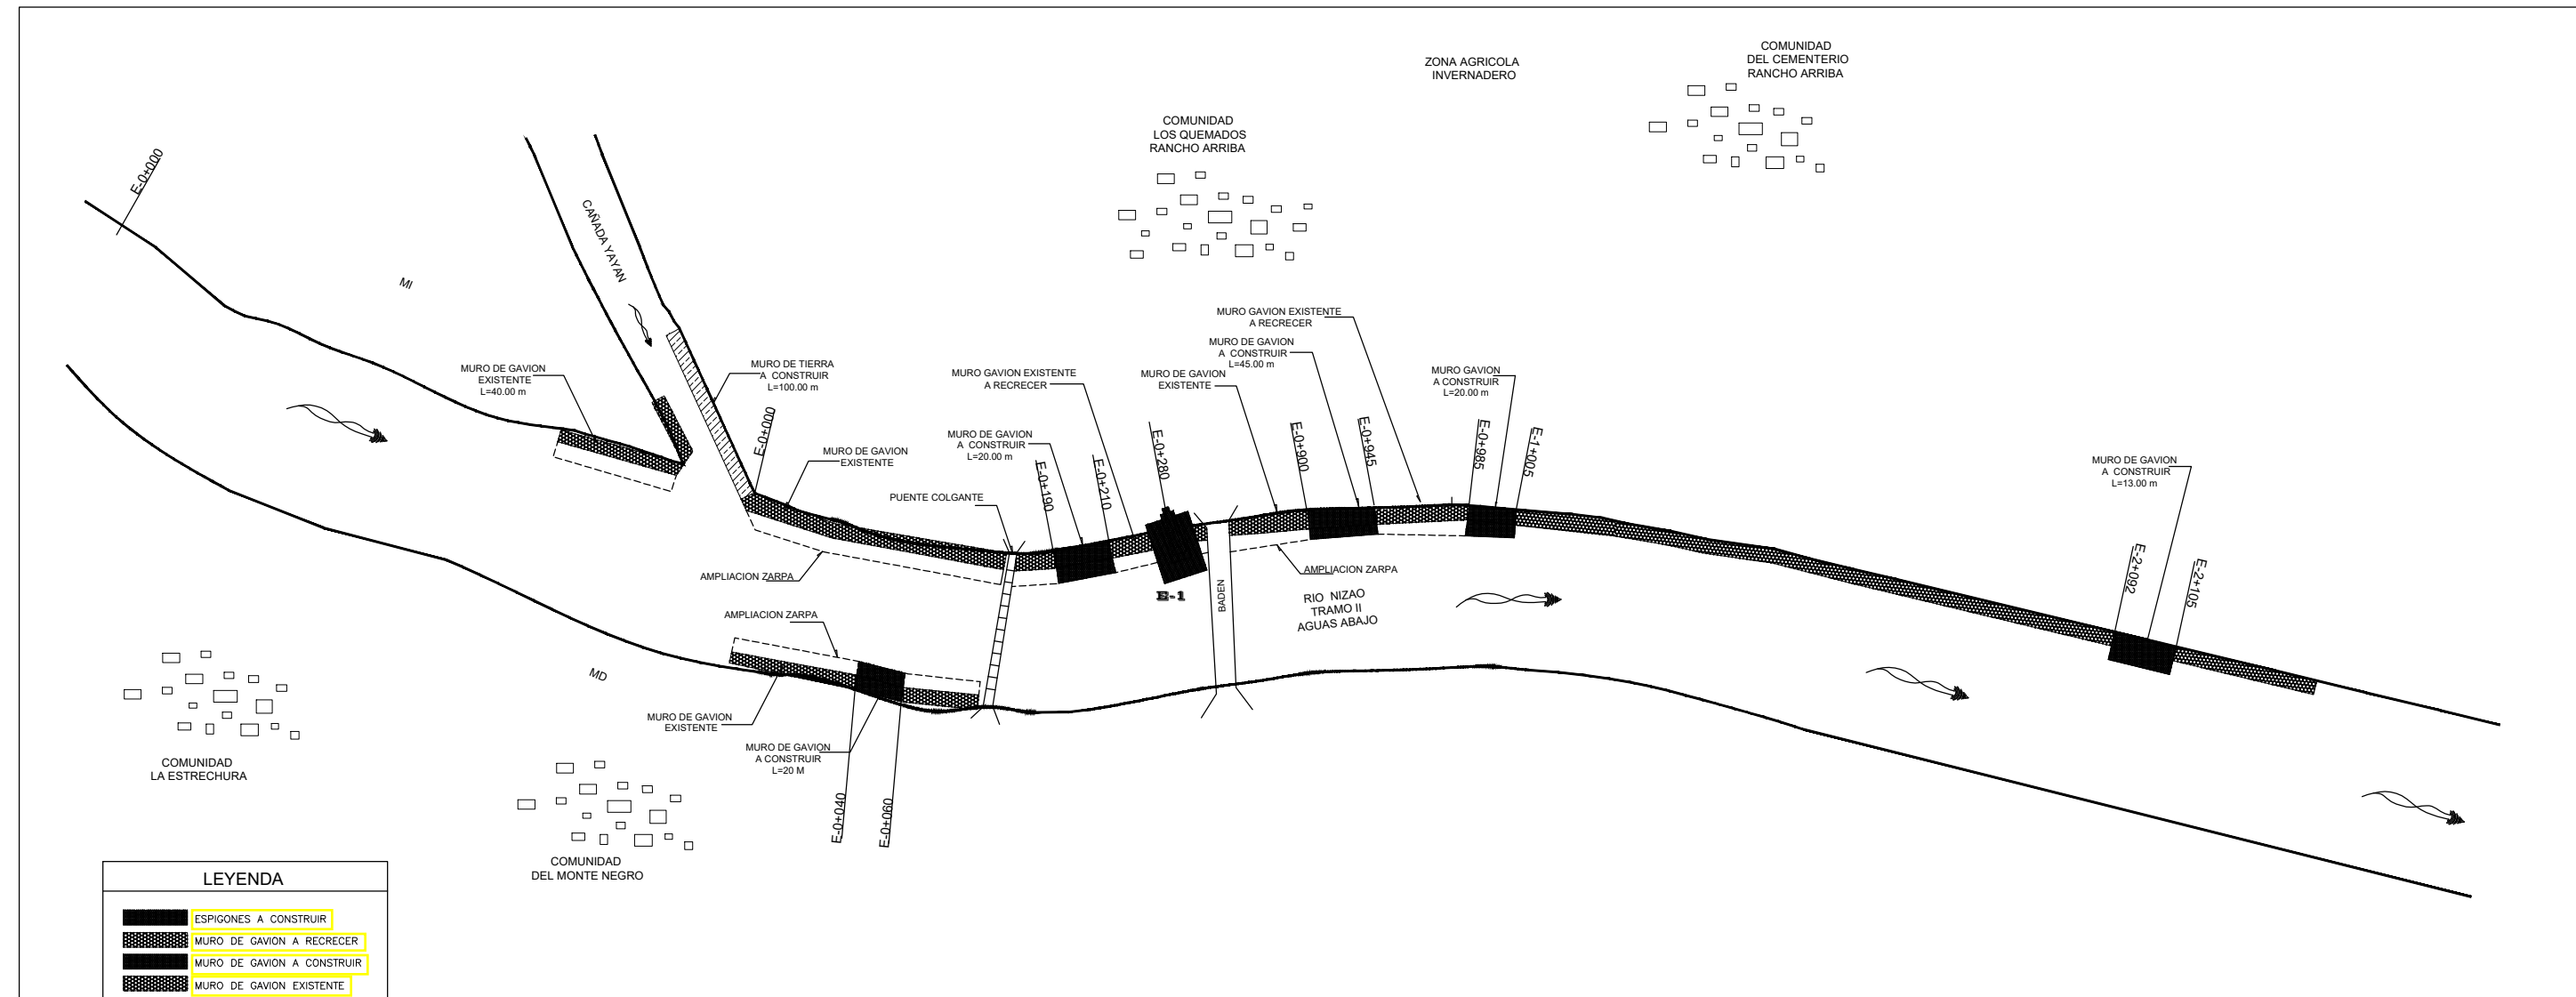 ZONA AGRICOLA
INVERNADERO
COMUNIDAD
DEL CEMENTERIO
RANCHO ARRIBA
COMUNIDAD
LOS QUEMADOS
RANCHO ARRIBA
E-0+000
CAÑADA YAYAN
MI
MURO DE GAVION
EXISTENTE
L=40.00 m
MURO DE TIERRA
A CONSTRUIR
L=100.00 m
E-0+000
MURO DE GAVION
EXISTENTE
MURO GAVION EXISTENTE
A RECRECER
MURO DE GAVION
A CONSTRUIR
L=20.00 m
E-0+190
E-0+210
E-0+280
PUENTE COLGANTE
MURO DE GAVION
EXISTENTE
MURO GAVION EXISTENTE
A RECRECER
MURO DE GAVION
A CONSTRUIR
L=45.00 m
E-0+900
E-0+945
MURO GAVION
A CONSTRUIR
L=20.00 m
E-0+985
E-1+005
MURO DE GAVION
A CONSTRUIR
L=13.00 m
E-2+092
E-2+105
AMPLIACION ZARPA
AMPLIACION ZARPA
E-1
BADEN
AMPLIACION ZARPA
RIO NIZAO
TRAMO II
AGUAS ABAJO
MD
MURO DE GAVION
EXISTENTE
MURO DE GAVION
A CONSTRUIR
L=20 M
E-0+040
E-0+060
COMUNIDAD
LA ESTRECHURA
COMUNIDAD
DEL MONTE NEGRO
LEYENDA
ESPIGONES A CONSTRUIR
MURO DE GAVION A RECRECER
MURO DE GAVION A CONSTRUIR
MURO DE GAVION EXISTENTE